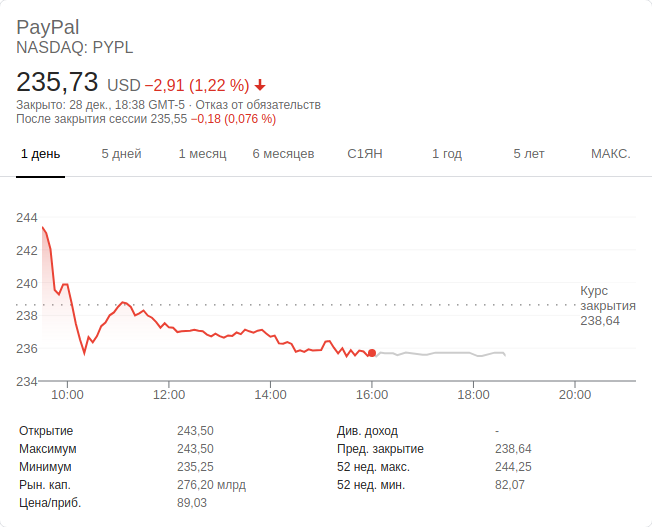 PayPal
NASDAQ: PYPL
235,73 USD −2,91 (1,22 %)
Закрыто: 28 дек., 18:38 GMT-5 · Отказ от обязательств
После закрытия сессии 235,55 −0,18 (0,076 %)
1 день 5 дней 1 месяц 6 месяцев С1ЯН 1 год 5 лет МАКС.
244
242
240
238
236
234
Курс
закрытия
238,64
10:00 12:00 14:00 16:00 18:00 20:00
Открытие 243,50 Див. доход -
Максимум 243,50 Пред. закрытие 238,64
Минимум 235,25 52 нед. макс. 244,25
Рын. кап. 276,20 млрд 52 нед. мин. 82,07
Цена/приб. 89,03